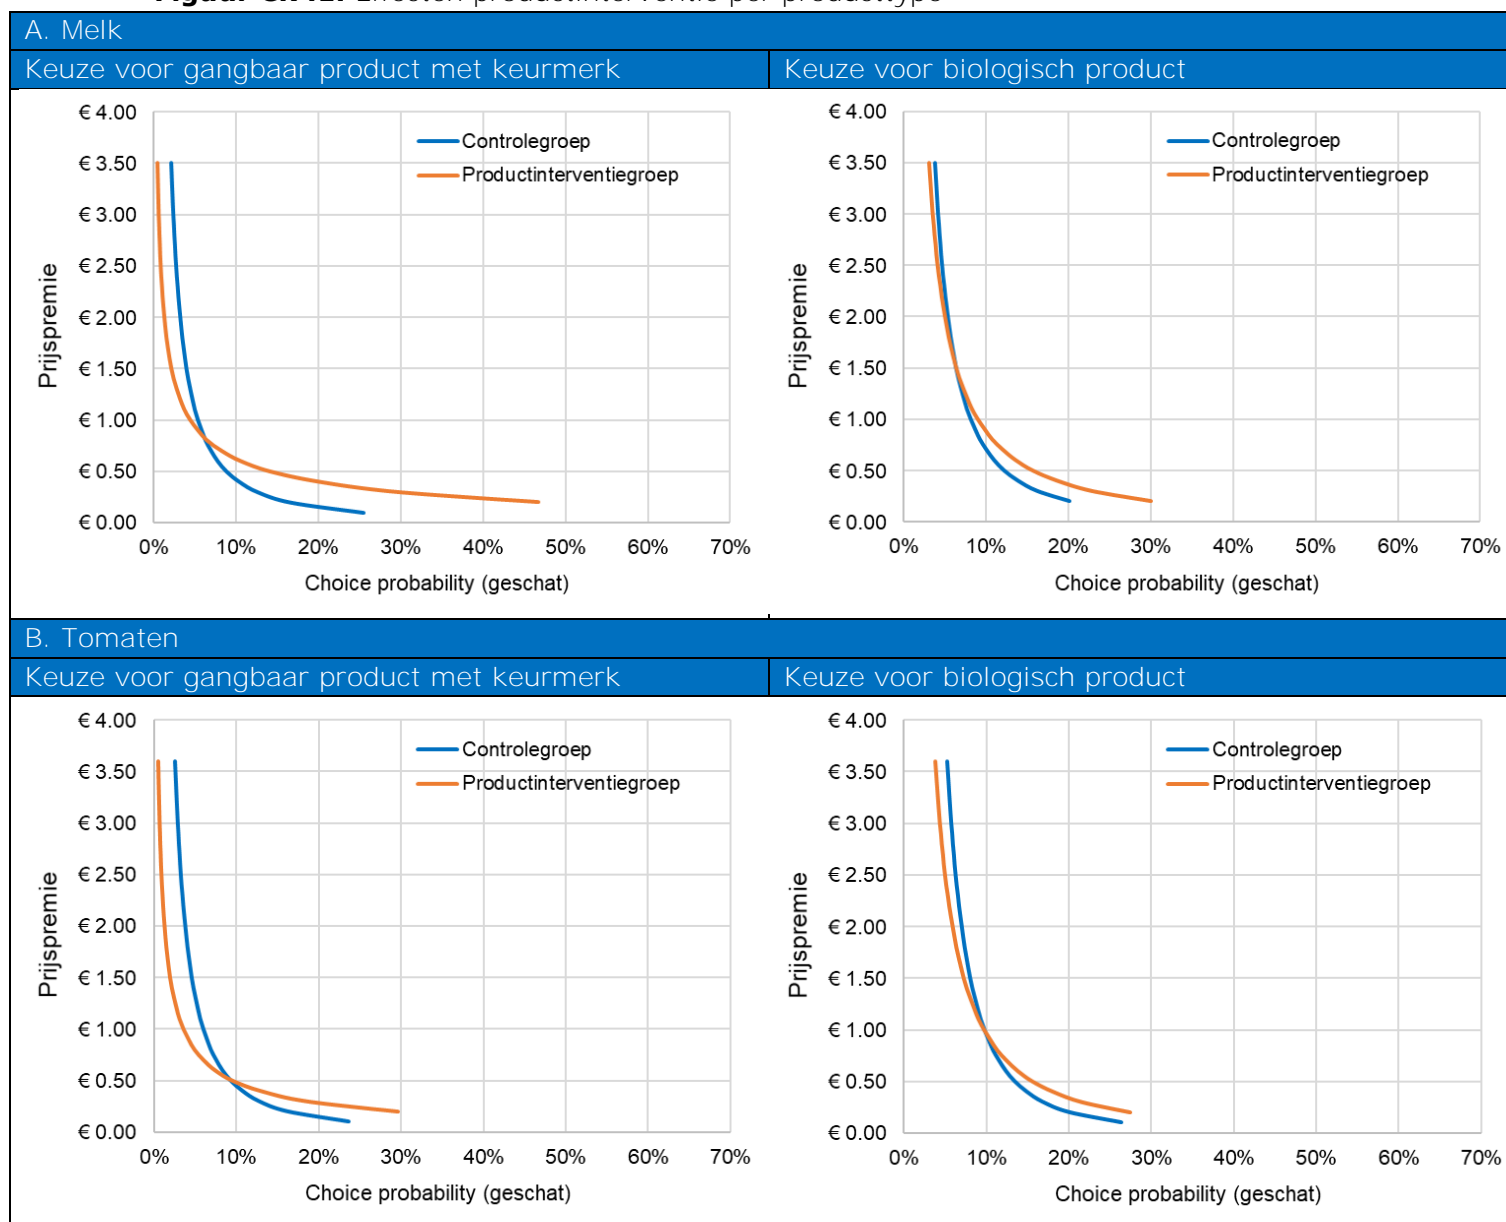 A. Melk
Keuze voor gangbaar product met keurmerk
Keuze voor biologisch product
€ 4.00
€ 3.50
€ 3.00
€ 2.50
€ 2.00
€ 1.50
€ 1.00
€ 0.50
€ 0.00
Prijspremie
Controlegroep
Productinterventiegroep
0% 10% 20% 30% 40% 50% 60% 70%
Choice probability (geschat)
€ 4.00
€ 3.50
€ 3.00
€ 2.50
€ 2.00
€ 1.50
€ 1.00
€ 0.50
€ 0.00
Prijspremie
Controlegroep
Productinterventiegroep
0% 10% 20% 30% 40% 50% 60% 70%
Choice probability (geschat)
B. Tomaten
Keuze voor gangbaar product met keurmerk
Keuze voor biologisch product
€ 4.00
€ 3.50
€ 3.00
€ 2.50
€ 2.00
€ 1.50
€ 1.00
€ 0.50
€ 0.00
Prijspremie
Controlegroep
Productinterventiegroep
0% 10% 20% 30% 40% 50% 60% 70%
Choice probability (geschat)
€ 4.00
€ 3.50
€ 3.00
€ 2.50
€ 2.00
€ 1.50
€ 1.00
€ 0.50
€ 0.00
Prijspremie
Controlegroep
Productinterventiegroep
0% 10% 20% 30% 40% 50% 60% 70%
Choice probability (geschat)